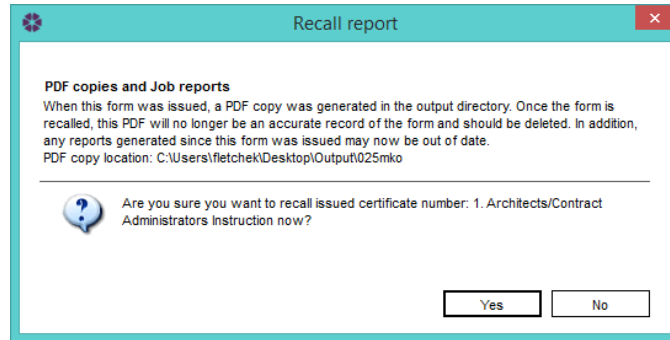 Recall report
PDF copies and Job reports
When this form was issued, a PDF copy was generated in the output directory. Once the form is
recalled, this PDF will no longer be an accurate record of the form and should be deleted. In addition,
any reports generated since this form was issued may now be out of date.
PDF copy location: C:\Users\fletchek\Desktop\Output\025mko
Are you sure you want to recall issued certificate number: 1. Architects/Contract
Administrators Instruction now?
Yes
No